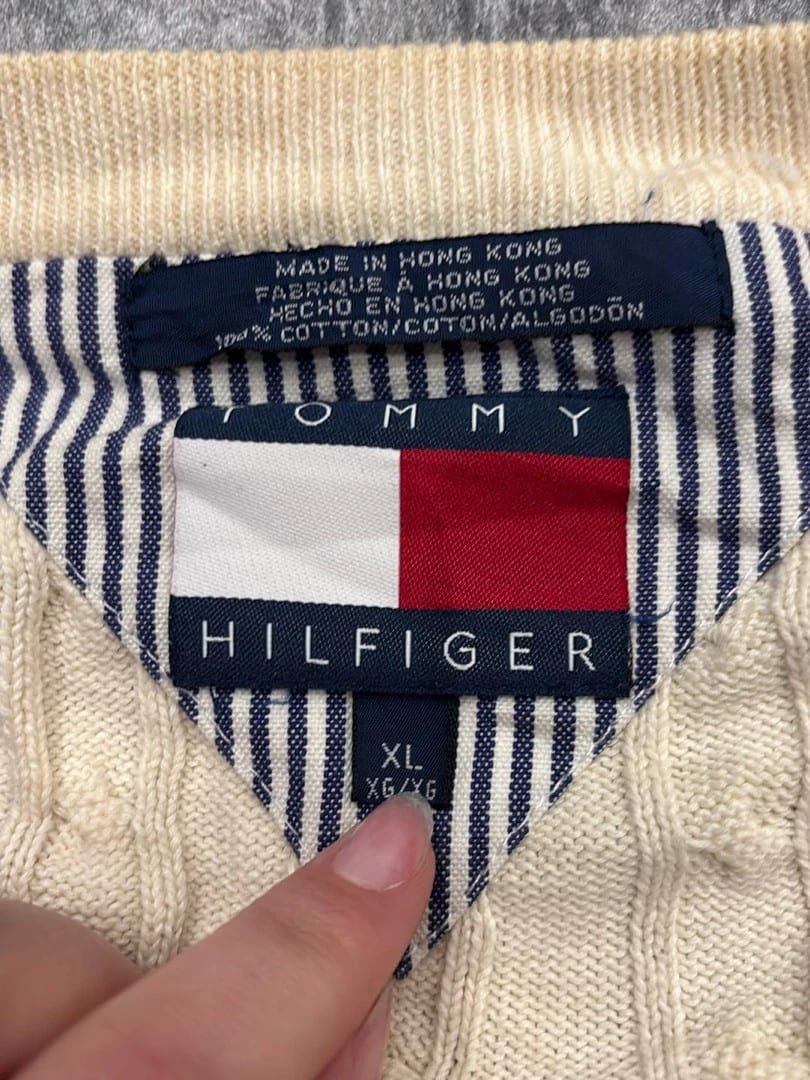 MADE IN HONG KONG
FABRIQUE À HONG KONG
HECHO EN HONG KONG
100% COTTON/COTON/ALGODÓN
TOMMY
HILFIGER
XL
XG/XG